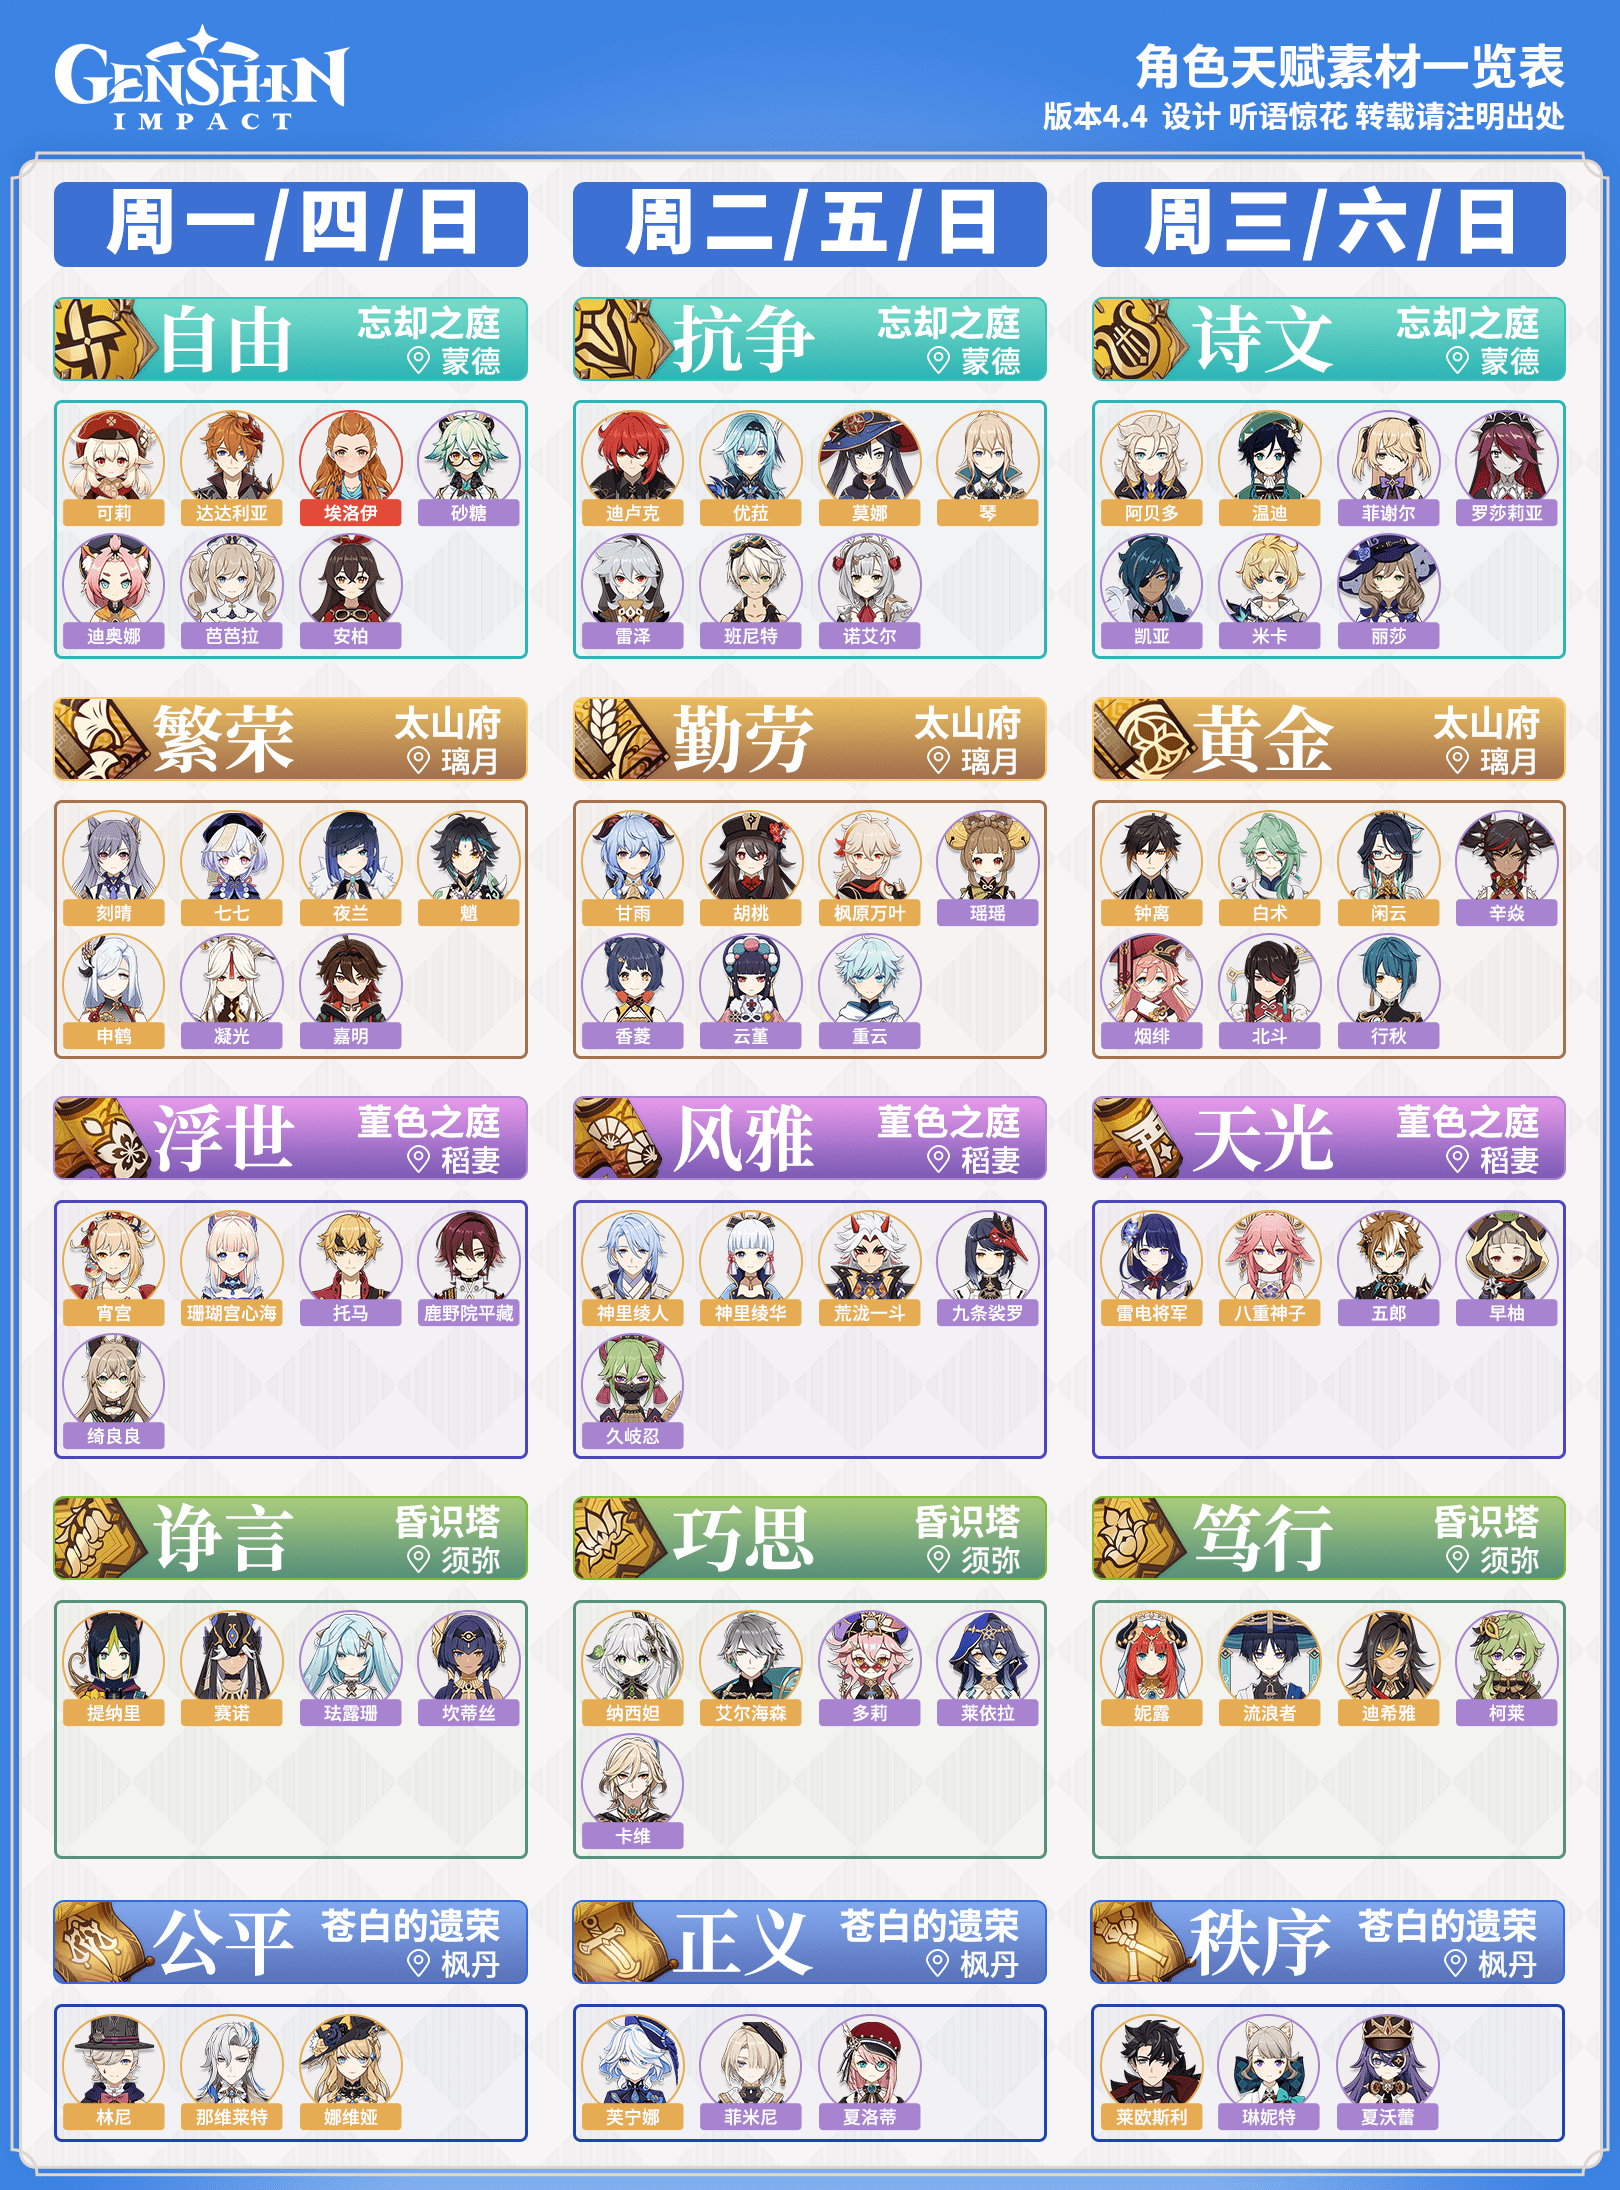 GENSHIN
IMPACT
角色天赋素材一览表
版本4.4 设计 听语惊花 转载请注明出处
周一/四/日
周二/五/日
周三/六/日
自由 忘却之庭
蒙德
抗争 忘却之庭
蒙德
诗文 忘却之庭
蒙德
可莉 达达利亚 埃洛伊 砂糖
迪奥娜 芭芭拉 安柏
迪卢克 优菈 莫娜 琴
雷泽 班尼特 诺艾尔
阿贝多 温迪 菲谢尔 罗莎莉亚
凯亚 米卡 丽莎
繁荣 太山府
璃月
勤劳 太山府
璃月
黄金 太山府
璃月
刻晴 七七 夜兰 魈
申鹤 凝光 嘉明
甘雨 胡桃 枫原万叶 瑶瑶
香菱 云堇 重云
钟离 白术 闲云 辛焱
烟绯 北斗 行秋
浮世 堇色之庭
稻妻
风雅 堇色之庭
稻妻
天光 堇色之庭
稻妻
宵宫 珊瑚宫心海 托马 鹿野院平藏
绮良良
神里绫人 神里绫华 荒泷一斗 九条裟罗
久岐忍
雷电将军 八重神子 五郎 早柚
诤言 昏识塔
须弥
巧思 昏识塔
须弥
笃行 昏识塔
须弥
提纳里 赛诺 珐露珊 坎蒂丝
纳西妲 艾尔海森 多莉 莱依拉
卡维
妮露 流浪者 迪希雅 柯莱
公平 苍白的遗荣
枫丹
正义 苍白的遗荣
枫丹
秩序 苍白的遗荣
枫丹
林尼 那维莱特 娜维娅
芙宁娜 菲米尼 夏洛蒂
莱欧斯利 琳妮特 夏沃蕾